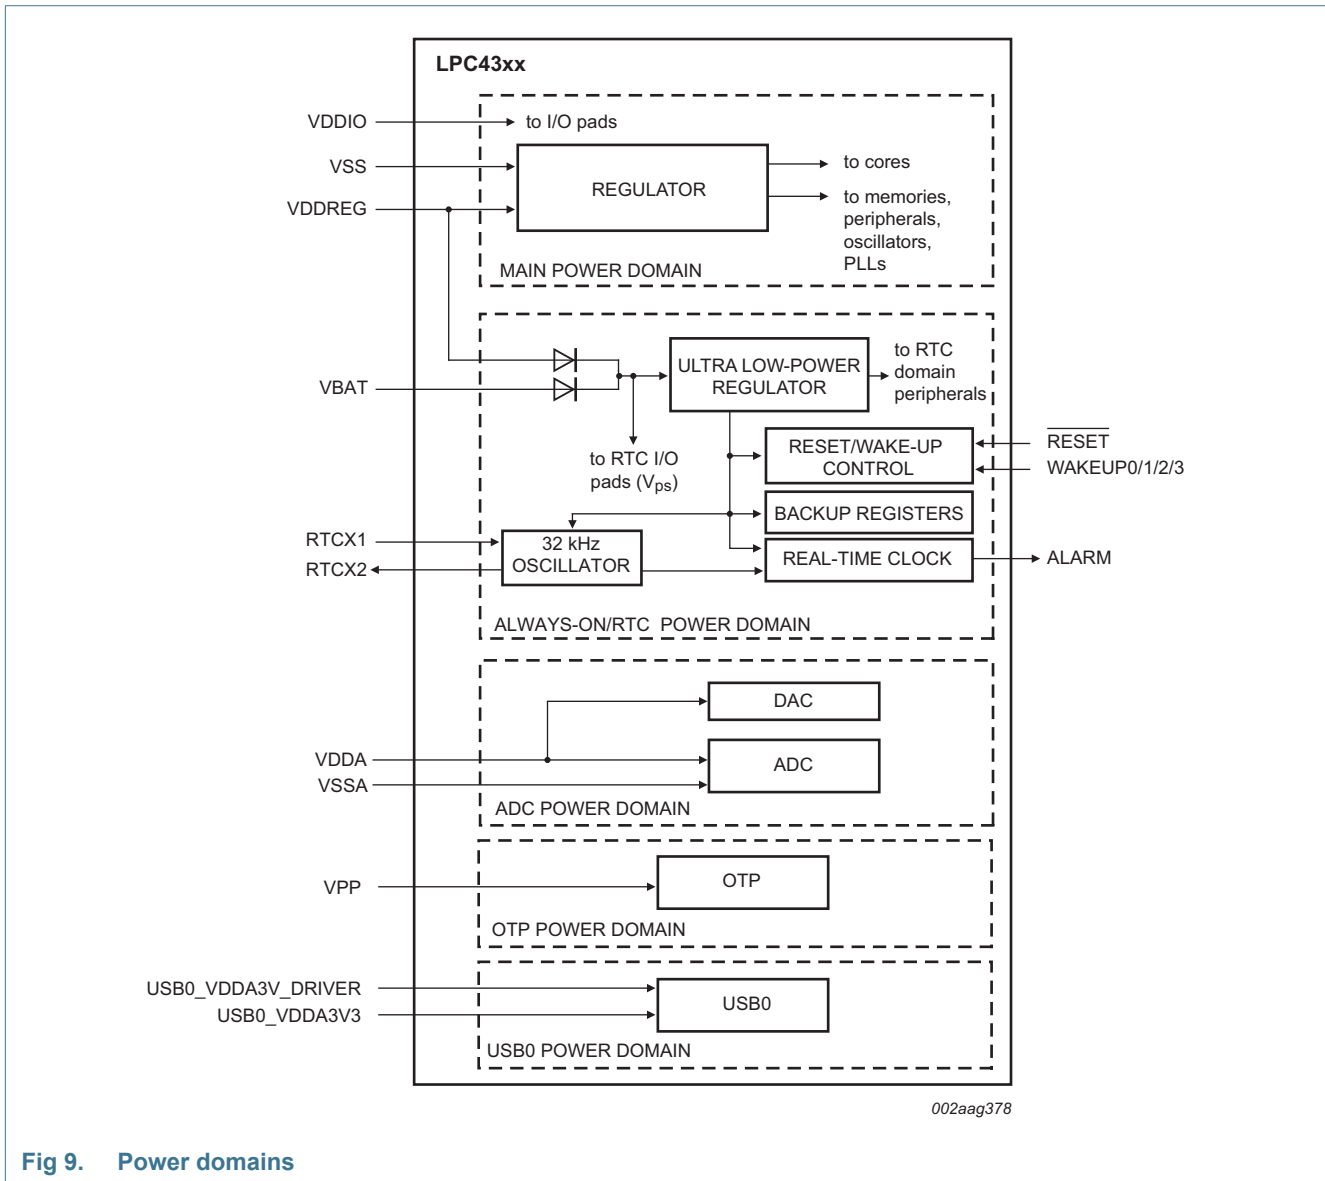 LPC43xx
VDDIO
to I/O pads
VSS
VDDREG
REGULATOR
to cores
to memories,
peripherals,
oscillators,
PLLs
MAIN POWER DOMAIN
VBAT
ULTRA LOW-POWER
REGULATOR
to RTC
domain
peripherals
to RTC I/O
pads (Vps)
RESET/WAKE-UP
CONTROL
RESET
WAKEUP0/1/2/3
BACKUP REGISTERS
RTCX1
RTCX2
32 kHz
OSCILLATOR
REAL-TIME CLOCK
ALARM
ALWAYS-ON/RTC POWER DOMAIN
DAC
VDDA
VSSA
ADC
ADC POWER DOMAIN
VPP
OTP
OTP POWER DOMAIN
USB0_VDDA3V_DRIVER
USB0_VDDA3V3
USB0
USB0 POWER DOMAIN
002aag378
Fig 9. Power domains